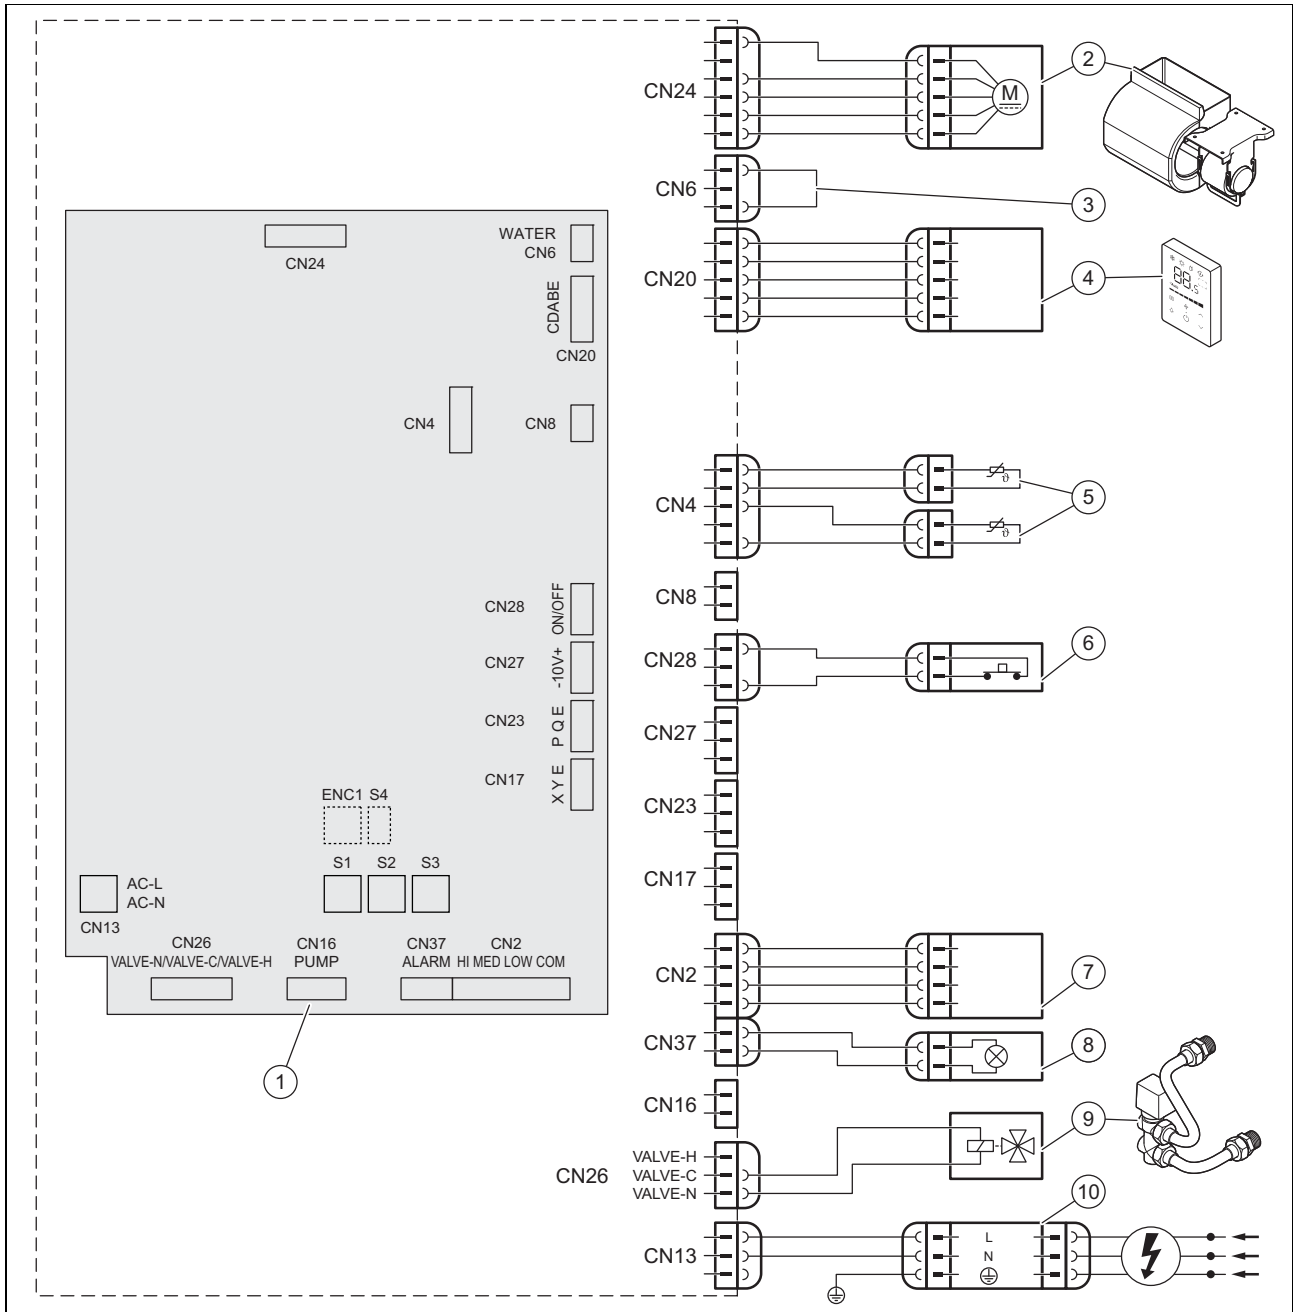 CN24
M
2
CN6
3
CN20
4
88.5
WATER
CN6
CN24
CDABE
CN20
CN4
CN8
CN4
ϑ
ϑ
5
CN8
CN28
ON/OFF
CN28
6
CN27
-10V+
CN27
CN23
P Q E
CN23
CN17
X Y E
CN17
ENC1 S4
S1 S2 S3
AC-L
AC-N
CN13
CN26
VALVE-N/VALVE-C/VALVE-H
CN16
PUMP
CN37
ALARM
CN2
HI MED LOW COM
1
CN2
7
CN37
8
CN16
9
CN26
VALVE-H
VALVE-C
VALVE-N
10
CN13
L
N